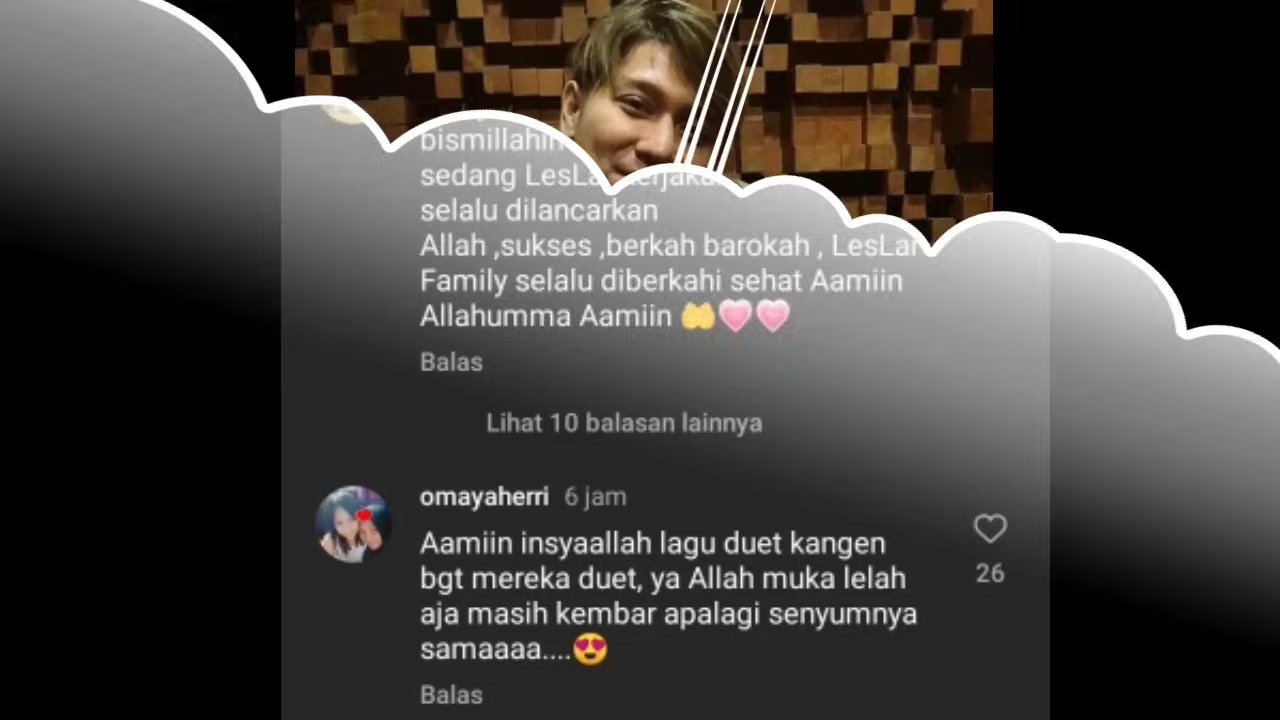 bismillahin
sedang LesLa
selalu dilancarkan
Allah ,sukses ,berkah barokah , LesLar
Family selalu diberkahi sehat Aamiin
Allahumma Aamiin 🤲💗💗
Balas
Lihat 10 balasan lainnya
omayaherri 6 jam
Aamiin insyaallah lagu duet kangen
bgt mereka duet, ya Allah muka lelah
aja masih kembar apalagi senyumnya
samaaaa....😍
26
Balas